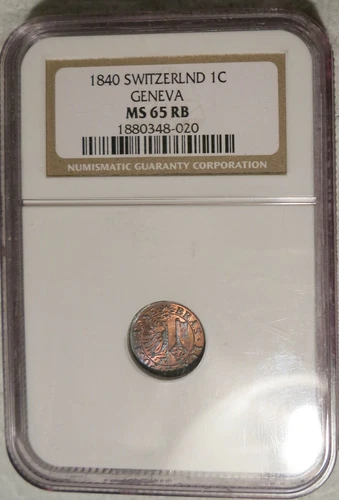 1840 SWITZERLND 1C
GENEVA
MS 65 RB
1880348-020
NUMISMATIC GUARANTY CORPORATION